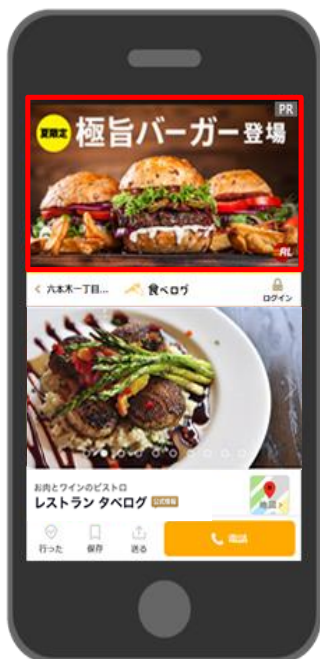 PR
夏限定
極旨バーガー登場
RL
< 六本木一丁目... 食べログ ログイン
お肉とワインのビストロ
レストラン タベログ 公式情報
地図
行った 保存 送る 電話